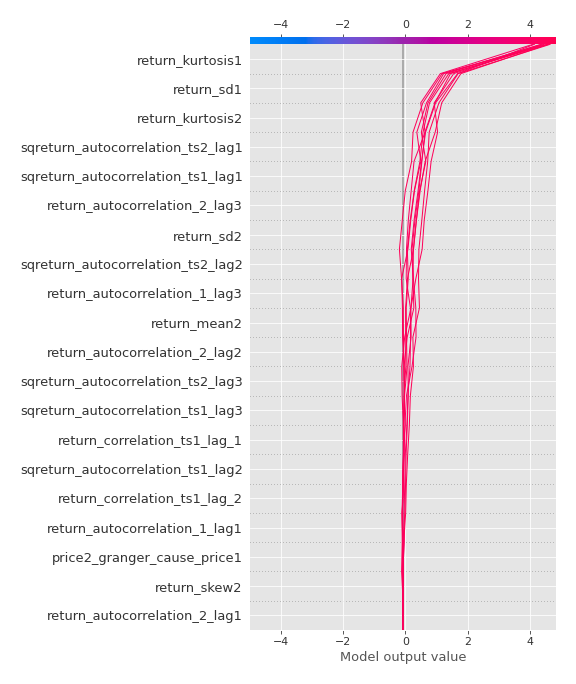 −4 −2 0 2 4
return_kurtosis1
return_sd1
return_kurtosis2
sqreturn_autocorrelation_ts2_lag1
sqreturn_autocorrelation_ts1_lag1
return_autocorrelation_2_lag3
return_sd2
sqreturn_autocorrelation_ts2_lag2
return_autocorrelation_1_lag3
return_mean2
return_autocorrelation_2_lag2
sqreturn_autocorrelation_ts2_lag3
sqreturn_autocorrelation_ts1_lag3
return_correlation_ts1_lag_1
sqreturn_autocorrelation_ts1_lag2
return_correlation_ts1_lag_2
return_autocorrelation_1_lag1
price2_granger_cause_price1
return_skew2
return_autocorrelation_2_lag1
−4 −2 0 2 4
Model output value